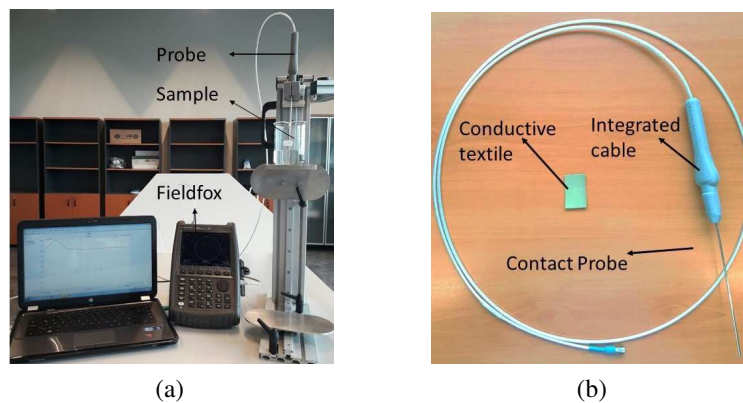 Probe
Sample
Fieldfox
Conductive
textile
Integrated
cable
Contact Probe
(a)
(b)